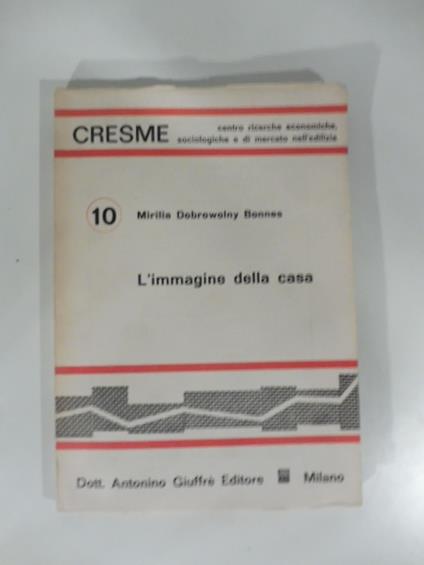 CRESME
centro ricerche economiche,
sociologiche e di mercato nell'edilizia
10
Mirilia Dobrowolny Bonnes
L'immagine della casa
Dott. Antonino Giuffrè Editore Milano